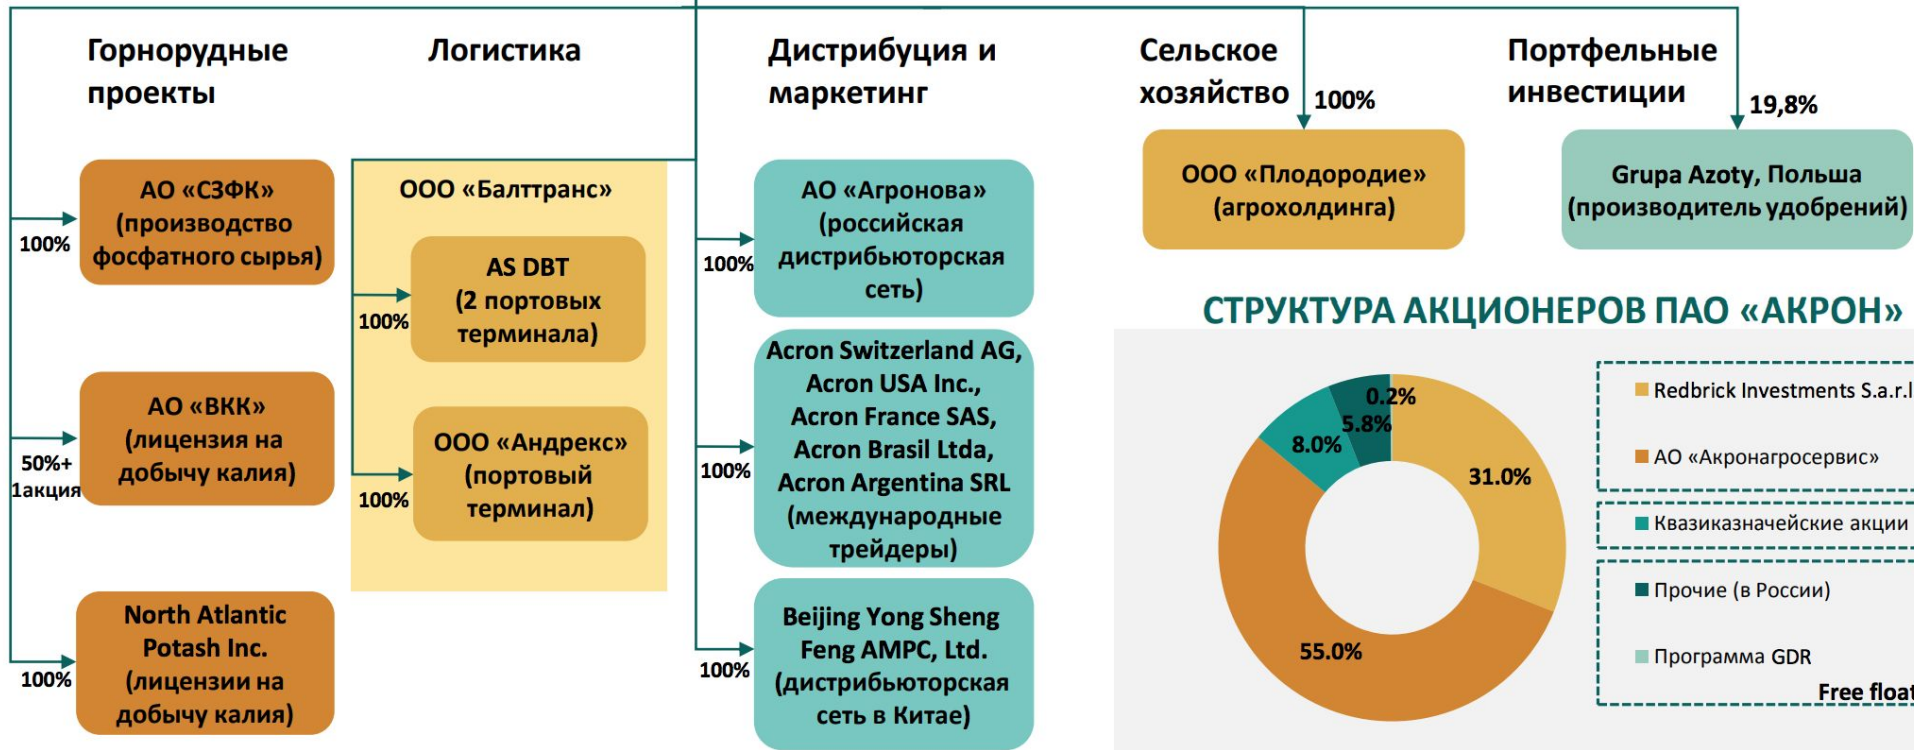 Горнорудные
проекты
100%
АО «СЗФК»
(производство
фосфатного сырья)
50%+
1акция
АО «ВКК»
(лицензия на
добычу калия)
100%
North Atlantic
Potash Inc.
(лицензии на
добычу калия)
Логистика
ООО «Балттранс»
100%
AS DBT
(2 портовых
терминала)
100%
ООО «Андрекс»
(портовый
терминал)
Дистрибуция и
маркетинг
100%
АО «Агронова»
(российская
дистрибьюторская
сеть)
100%
Acron Switzerland AG,
Acron USA Inc.,
Acron France SAS,
Acron Brasil Ltda,
Acron Argentina SRL
(международные
трейдеры)
100%
Beijing Yong Sheng
Feng AMPC, Ltd.
(дистрибьюторская
сеть в Китае)
Сельское
хозяйство
100%
ООО «Плодородие»
(агрохолдинга)
Портфельные
инвестиции
19,8%
Grupa Azoty, Польша
(производитель удобрений)
СТРУКТУРА АКЦИОНЕРОВ ПАО «АКРОН»
0.2%
5.8%
8.0%
31.0%
55.0%
Redbrick Investments S.a.r.l
АО «Акронагросервис»
Квазиказначейские акции
Прочие (в России)
Программа GDR
Free float